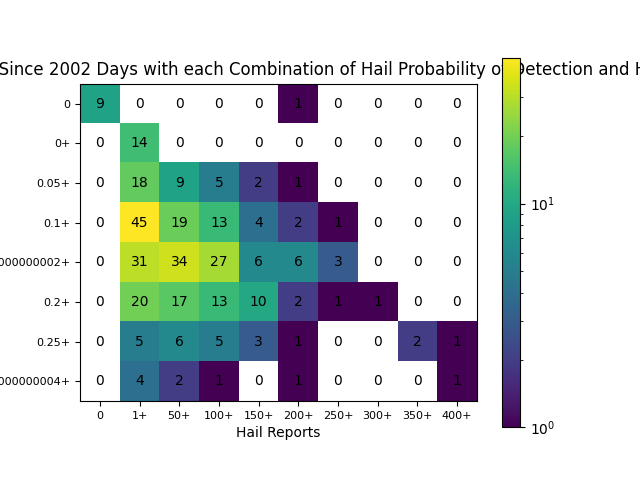 Since 2002 Days with each Combination of Hail Probability of Detection and H
0 9 0 0 0 0 1 0 0 0 0
0+ 0 14 0 0 0 0 0 0 0 0
0.05+ 0 18 9 5 2 1 0 0 0 0
0.1+ 0 45 19 13 4 2 1 0 0 0
000000002+ 0 31 34 27 6 6 3 0 0 0
0.2+ 0 20 17 13 10 2 1 1 0 0
0.25+ 0 5 6 5 3 1 0 0 2 1
000000004+ 0 4 2 1 0 1 0 0 0 1
0 1+ 50+ 100+ 150+ 200+ 250+ 300+ 350+ 400+
Hail Reports
10¹
10⁰